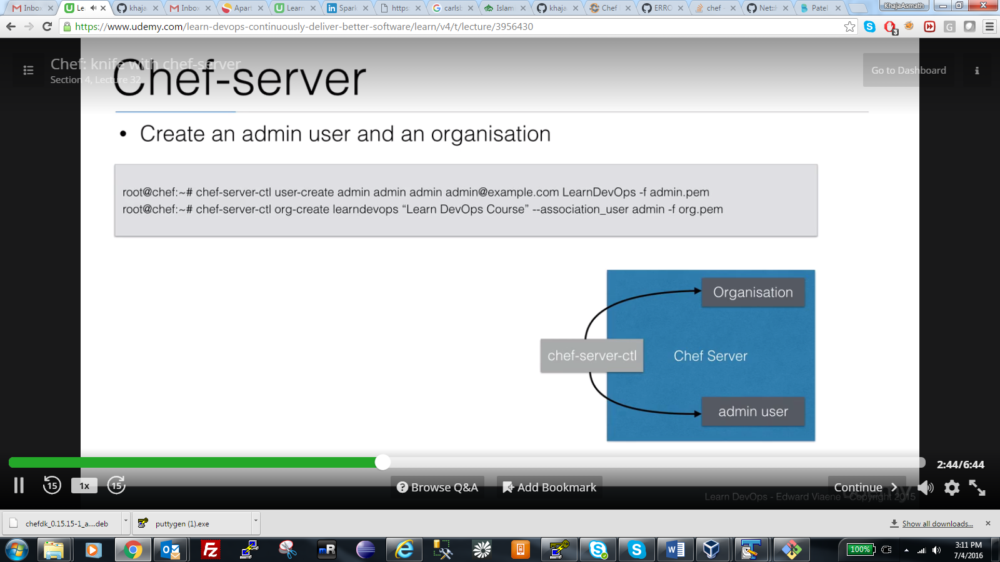 Inbox
Le
khaja
Inbox
Apart
Learn
Spark
https:
carlsb
Islam
khaja
Chef
ERRO
chef
Net::H
Patel
KhajaAsmath
https://www.udemy.com/learn-devops-continuously-deliver-better-software/learn/v4/t/lecture/3956430
3
G
Chef: knife with chef-server
Section 4, Lecture 32
Go to Dashboard
Chef-server
• Create an admin user and an organisation
root@chef:~# chef-server-ctl user-create admin admin admin admin@example.com LearnDevOps -f admin.pem
root@chef:~# chef-server-ctl org-create learndevops “Learn DevOps Course” --association_user admin -f org.pem
Organisation
chef-server-ctl
Chef Server
admin user
2:44/6:44
15
1x
15
Browse Q&A
Add Bookmark
Continue
Learn DevOps - Edward Viaene - Copyright 2015
chefdk_0.15.15-1_a....deb
puttygen (1).exe
Show all downloads...
100%
3:11 PM
7/4/2016